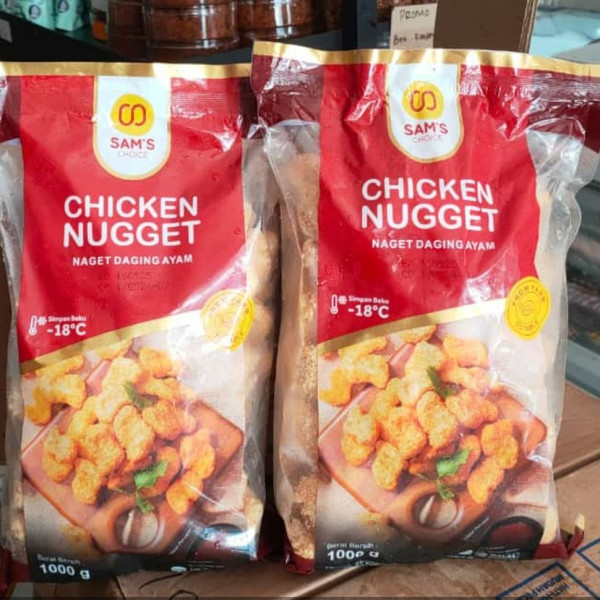 PROMO
SAM'S
CHOICE
CHICKEN
NUGGET
NAGET DAGING AYAM
Simpan Beku
-18°C
Berat Bersih :
1000 g
SAM'S
CHOICE
CHICKEN
NUGGET
NAGET DAGING AYAM
Simpan Beku
-18°C
Berat Bersih :
1000 g